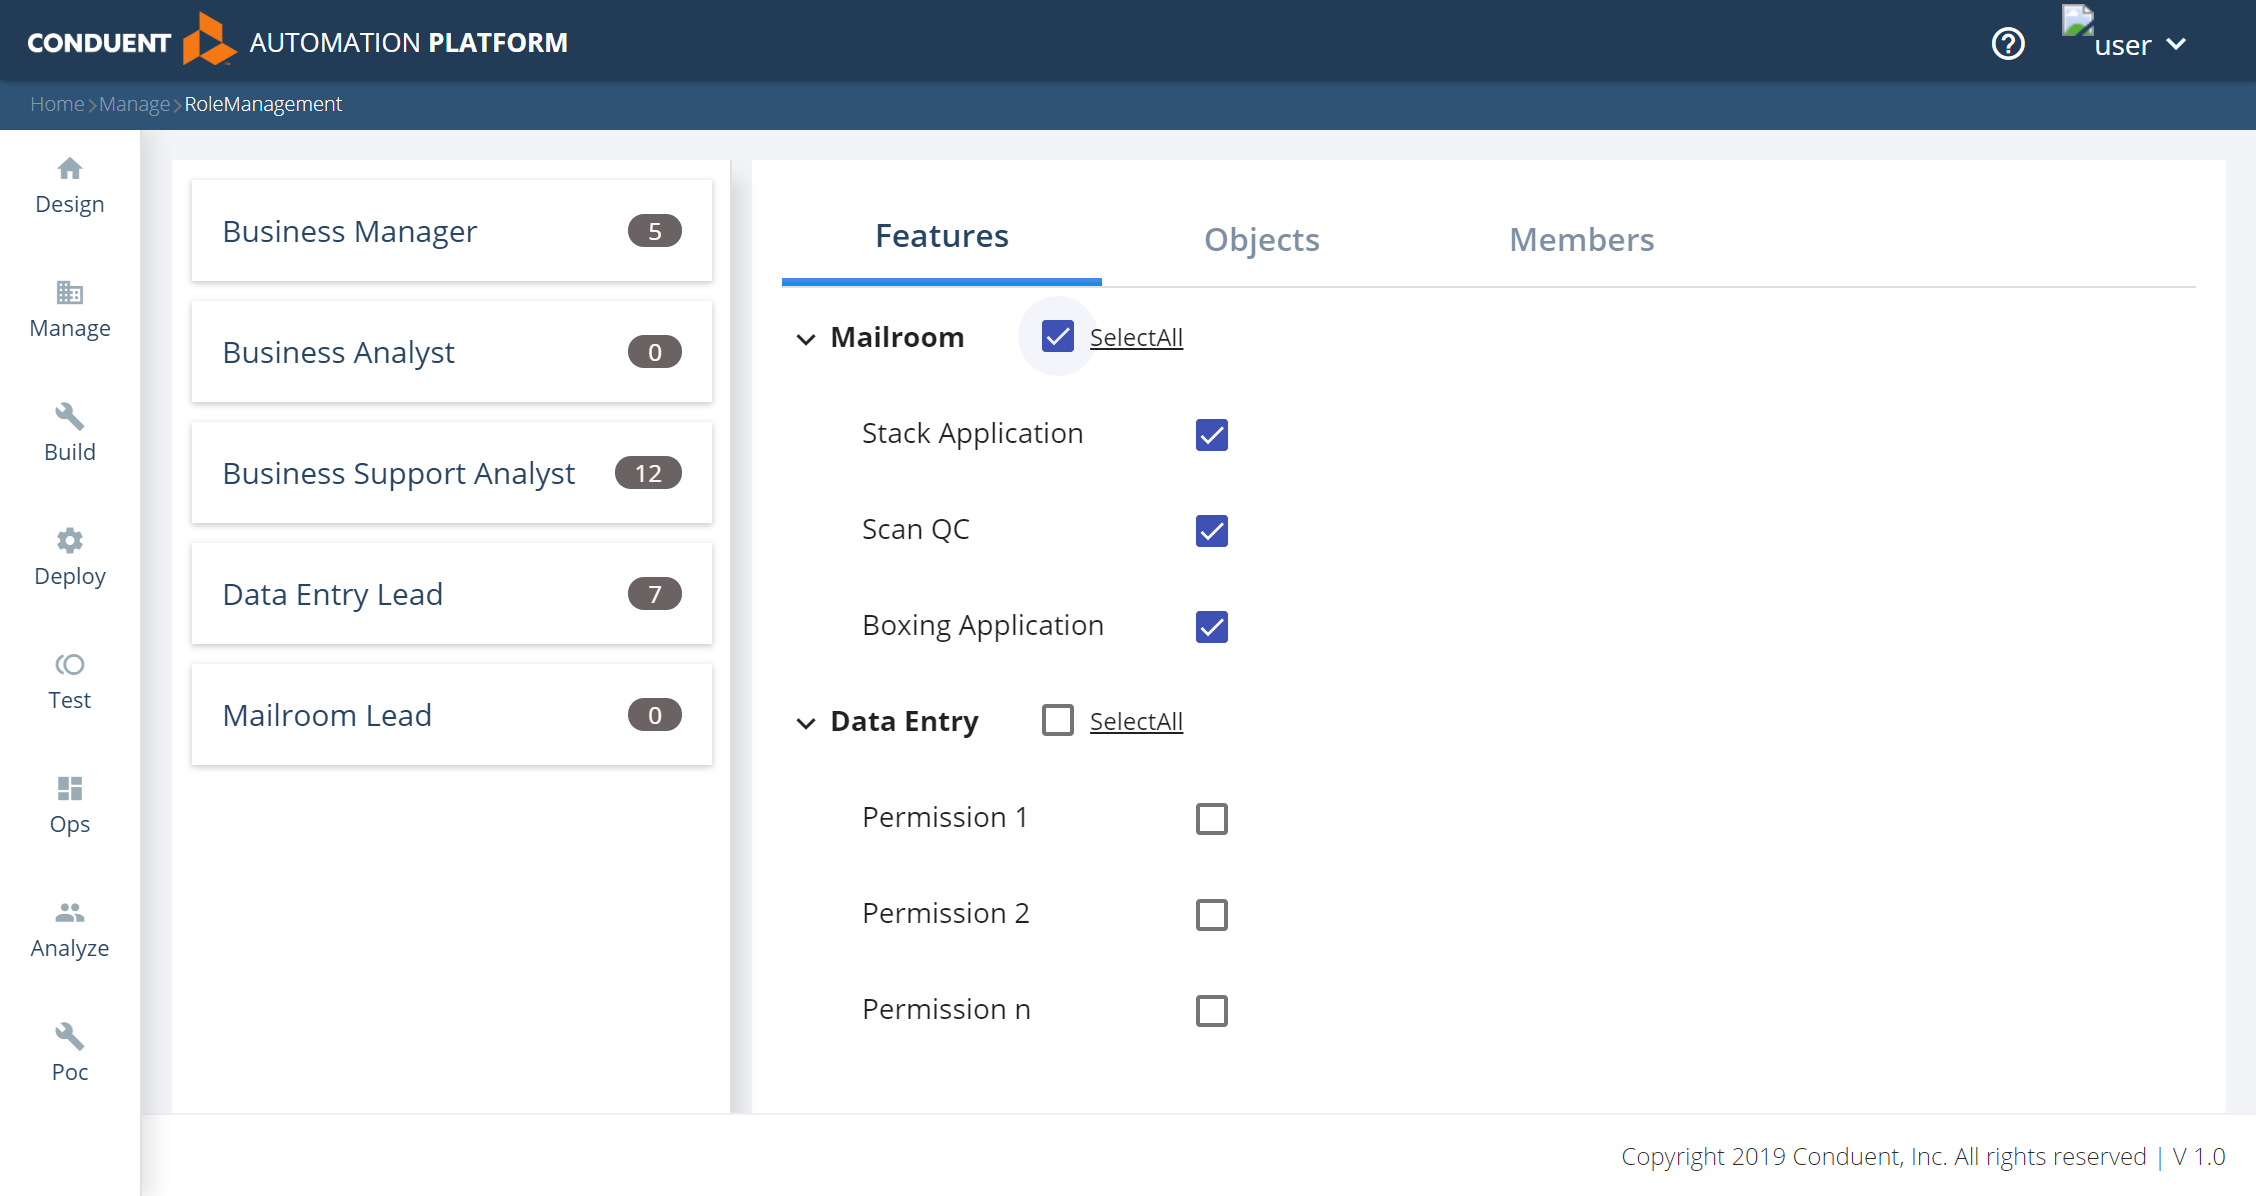 CONDUENT AUTOMATION PLATFORM
user
Home Manage RoleManagement
Design
Manage
Build
Deploy
Test
Ops
Analyze
Poc
Business Manager 5
Business Analyst 0
Business Support Analyst 12
Data Entry Lead 7
Mailroom Lead 0
Features Objects Members
Mailroom SelectAll
Stack Application
Scan QC
Boxing Application
Data Entry SelectAll
Permission 1
Permission 2
Permission n
Copyright 2019 Conduent, Inc. All rights reserved | V 1.0